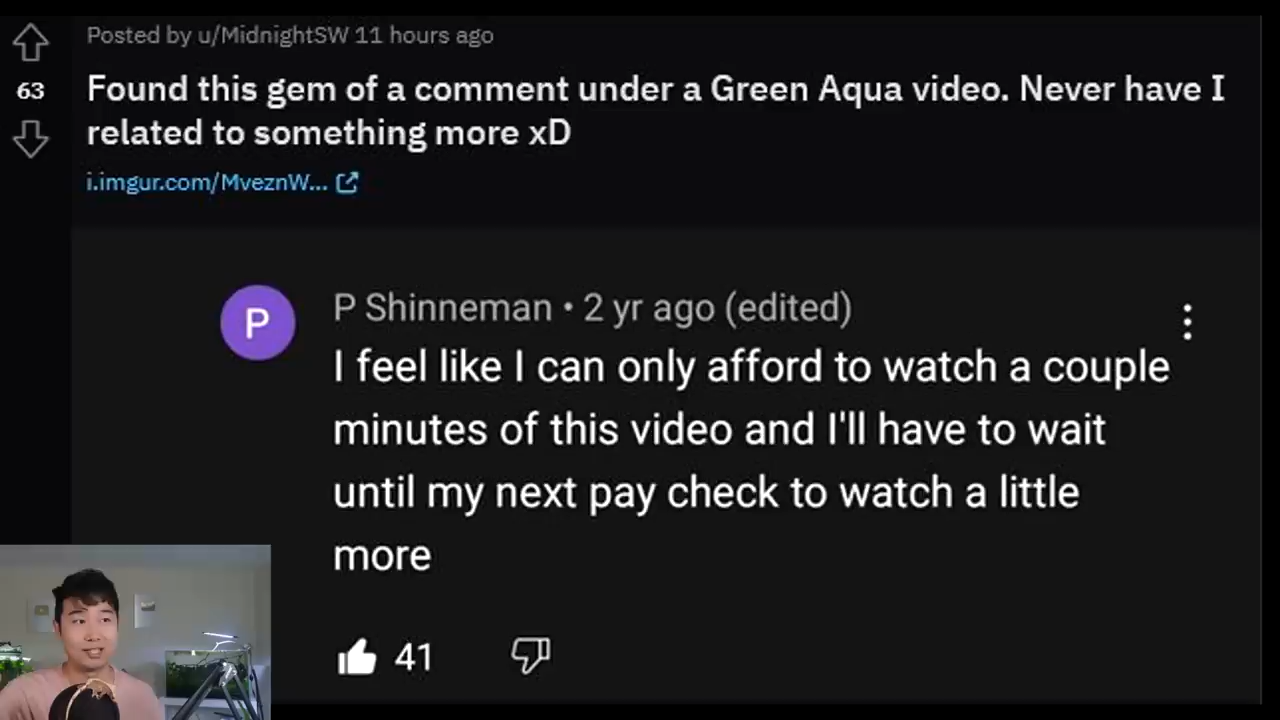 Posted by u/MidnightSW 11 hours ago
63
Found this gem of a comment under a Green Aqua video. Never have I
related to something more xD
i.imgur.com/MveznW...
P
P Shinneman • 2 yr ago (edited)
I feel like I can only afford to watch a couple
minutes of this video and I'll have to wait
until my next pay check to watch a little
more
41